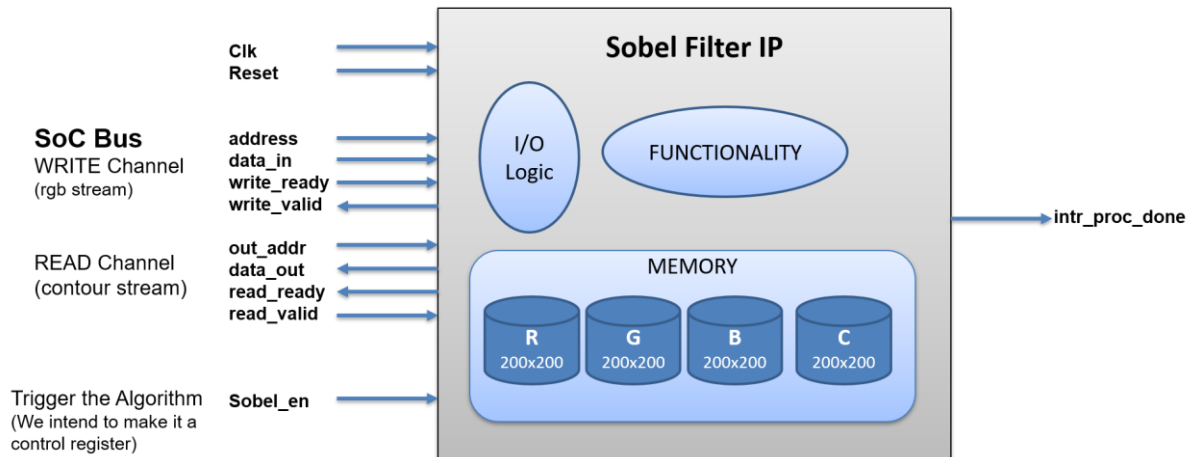 Sobel Filter IP
Clk
Reset
SoC Bus
WRITE Channel
(rgb stream)
address
data_in
write_ready
write_valid
I/O
Logic
FUNCTIONALITY
intr_proc_done
READ Channel
(contour stream)
out_addr
data_out
read_ready
read_valid
MEMORY
R
200x200
G
200x200
B
200x200
C
200x200
Trigger the Algorithm
(We intend to make it a
control register)
Sobel_en